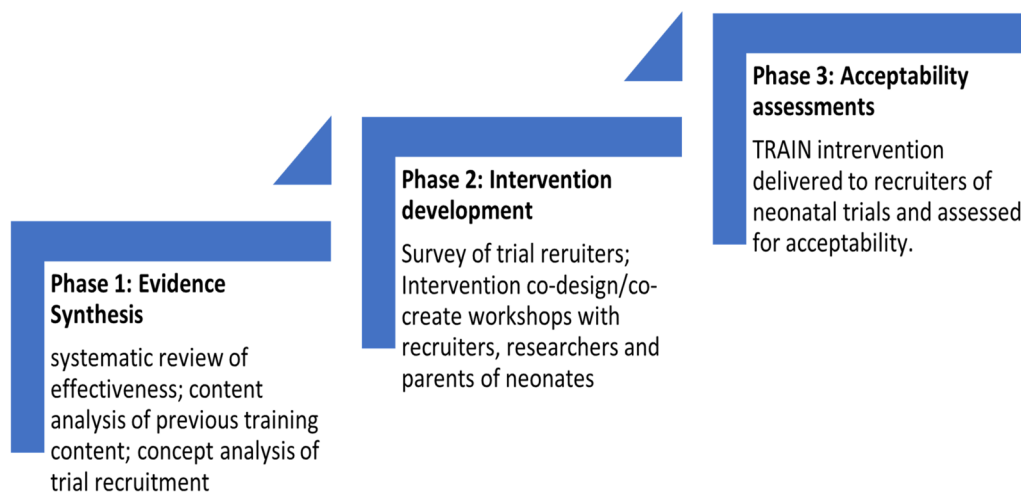 Phase 1: Evidence
Synthesis
systematic review of
effectiveness; content
analysis of previous training
content; concept analysis of
trial recruitment
Phase 2: Intervention
development
Survey of trial reruiters;
Intervention co-design/co-
create workshops with
recruiters, researchers and
parents of neonates
Phase 3: Acceptability
assessments
TRAIN intrervention
delivered to recruiters of
neonatal trials and assessed
for acceptability.